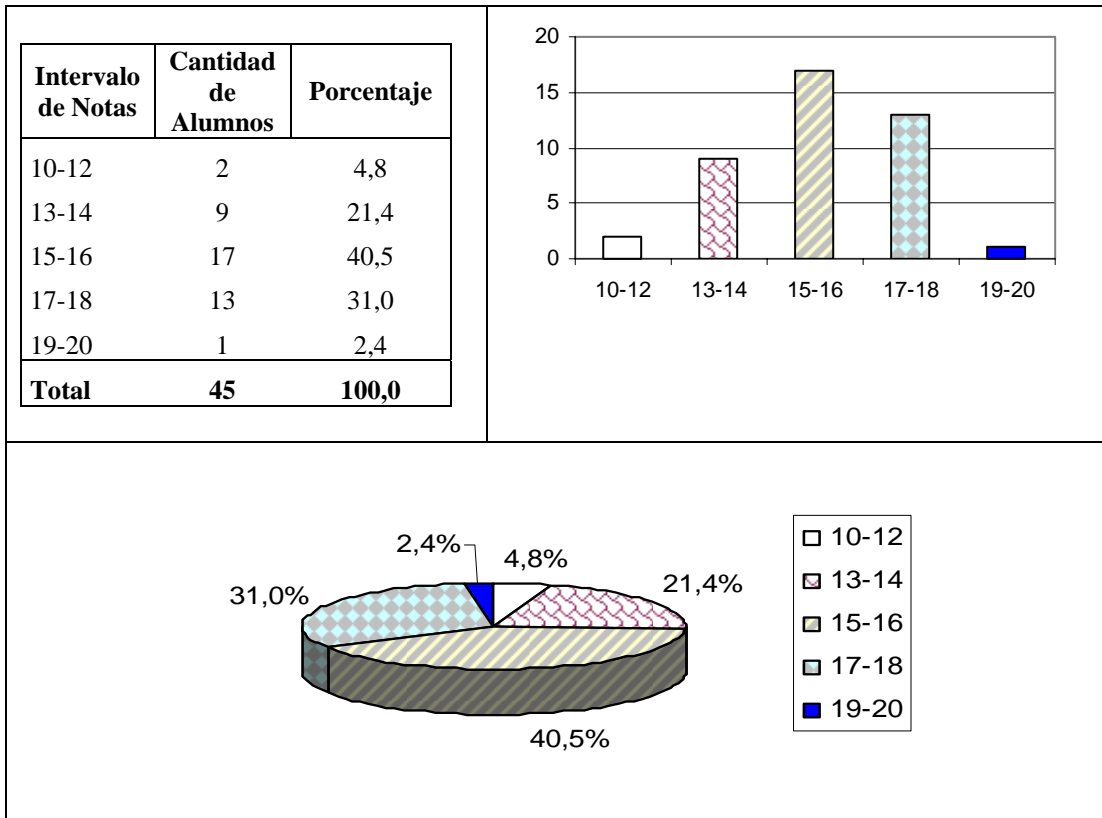 Intervalo de Notas Cantidad de Alumnos Porcentaje
10-12 2 4,8
13-14 9 21,4
15-16 17 40,5
17-18 13 31,0
19-20 1 2,4
Total 45 100,0
20
15
10
5
0
10-12 13-14 15-16 17-18 19-20
2,4%
4,8%
21,4%
31,0%
40,5%
10-12
13-14
15-16
17-18
19-20